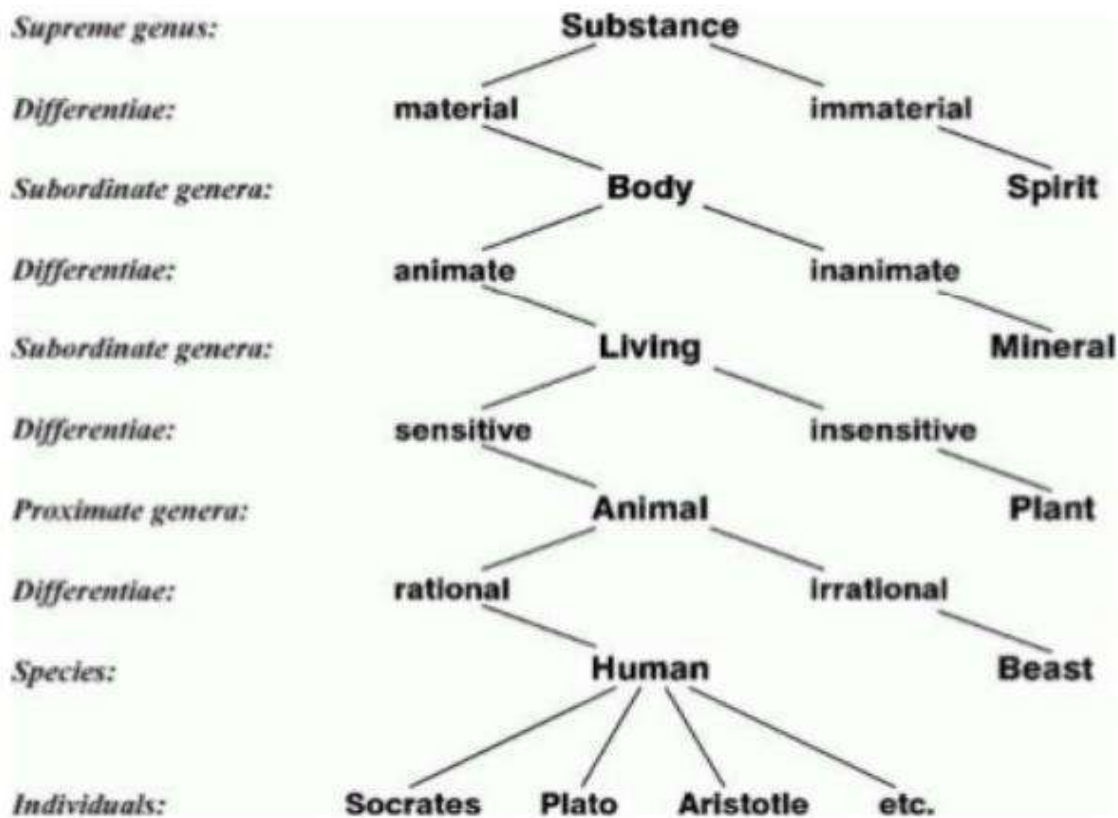 Supreme genus: Substance
Differentiae: material immaterial
Subordinate genera: Body Spirit
Differentiae: animate inanimate
Subordinate genera: Living Mineral
Differentiae: sensitive insensitive
Proximate genera: Animal Plant
Differentiae: rational irrational
Species: Human Beast
Individuals: Socrates Plato Aristotle etc.